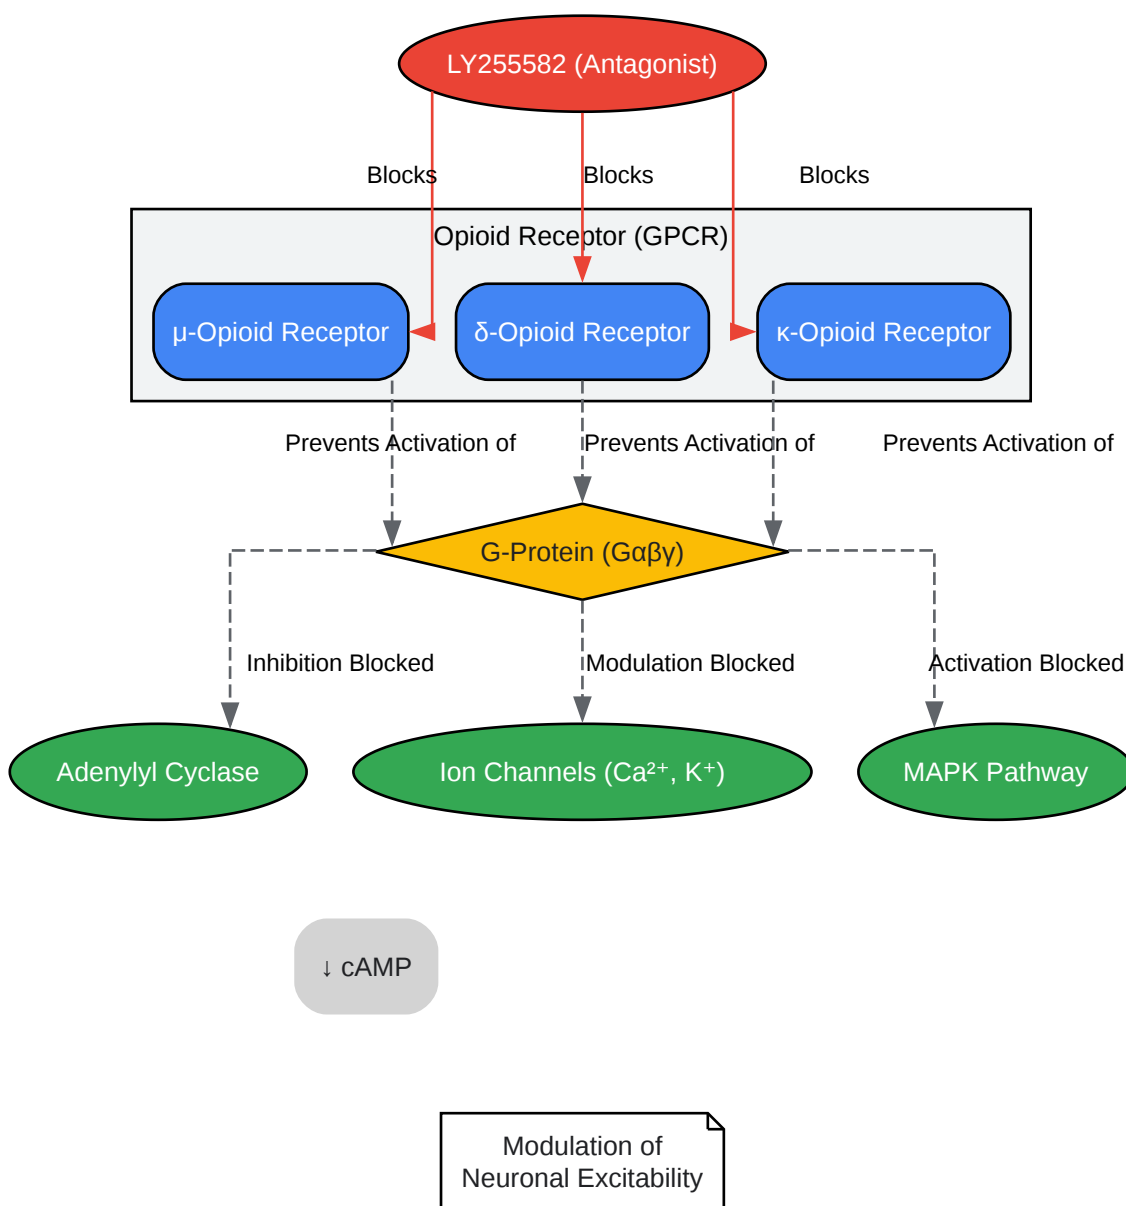 LY255582 (Antagonist)
Blocks
Blocks
Blocks
Opioid Receptor (GPCR)
μ-Opioid Receptor
δ-Opioid Receptor
κ-Opioid Receptor
Prevents Activation of
Prevents Activation of
Prevents Activation of
G-Protein (Gαβγ)
Inhibition Blocked
Modulation Blocked
Activation Blocked
Adenylyl Cyclase
Ion Channels (Ca²⁺, K⁺)
MAPK Pathway
↓ cAMP
Modulation of
Neuronal Excitability